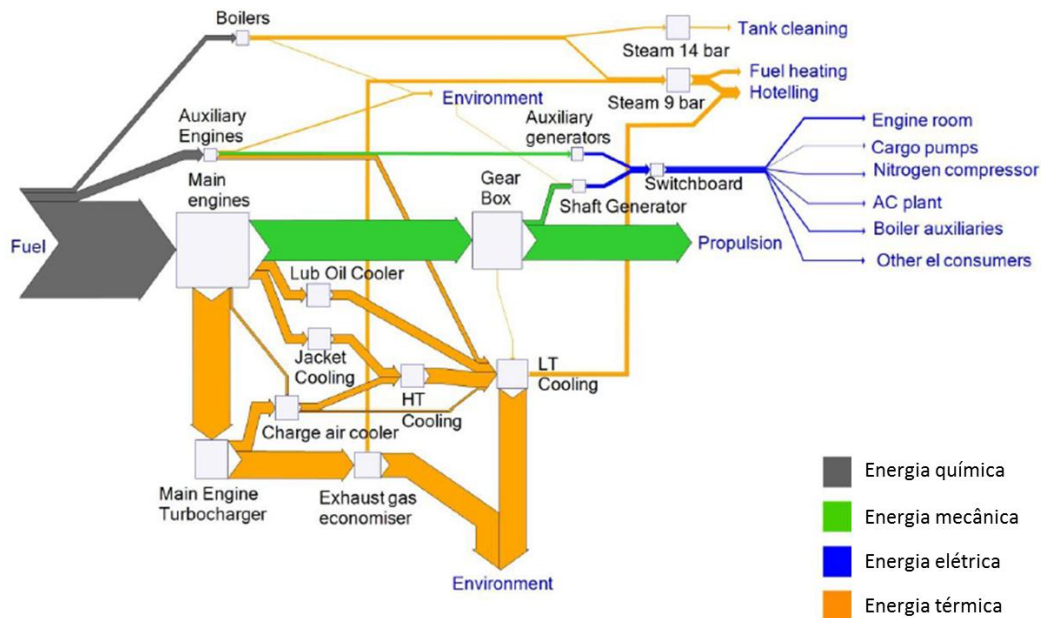 Boilers
Steam 14 bar
Tank cleaning
Steam 9 bar
Fuel heating
Hotelling
Environment
Auxiliary
Engines
Auxiliary
generators
Engine room
Cargo pumps
Nitrogen compressor
AC plant
Boiler auxiliaries
Other el consumers
Switchboard
Shaft Generator
Main
engines
Gear
Box
Fuel
Propulsion
Lub Oil Cooler
Jacket
Cooling
HT
Cooling
LT
Cooling
Charge air cooler
Main Engine
Turbocharger
Exhaust gas
economiser
Environment
Energia química
Energia mecânica
Energia elétrica
Energia térmica